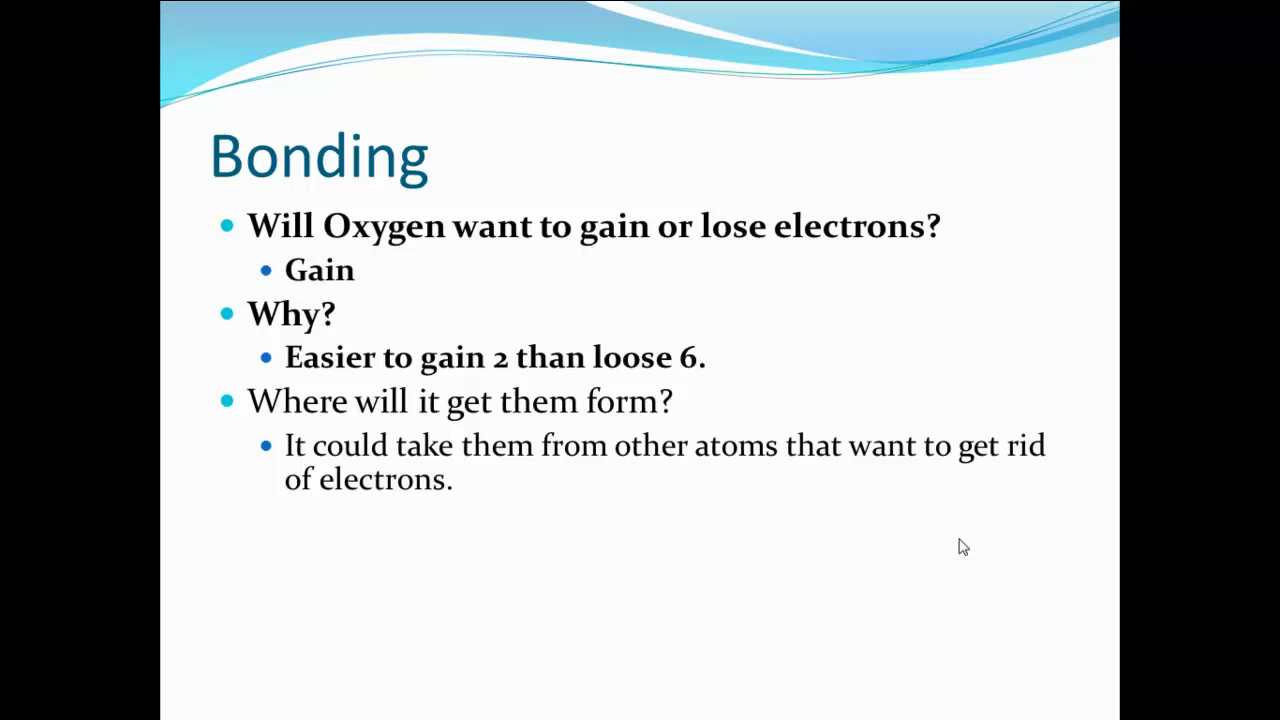 Bonding
Will Oxygen want to gain or lose electrons?
Gain
Why?
Easier to gain 2 than loose 6.
Where will it get them form?
It could take them from other atoms that want to get rid
of electrons.